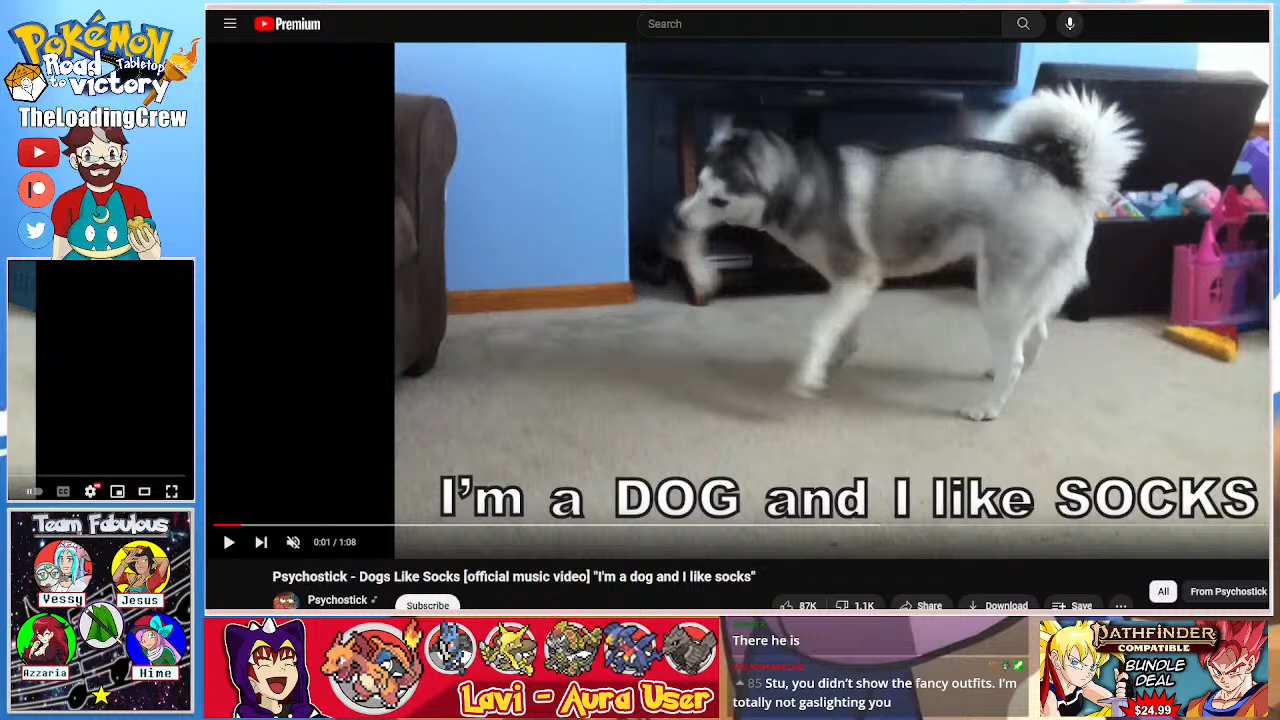 POKéMON
Road Tabletop
to VICTORY
TheLoadingCrew
Premium
Search
I'm a DOG and I like SOCKS
0:01 / 1:08
Psychostick - Dogs Like Socks [official music video] "I'm a dog and I like socks"
Psychostick
Subscribe
87K
1.1K
Share
Download
Save
...
All
From Psychostick
Team Fabulous
Yessy
Jesus
Azzaria
Hime
Lavi - Aura User
There he is
85 Stu, you didn't show the fancy outfits. I'm
totally not gaslighting you
PATHFINDER
COMPATIBLE
BUNDLE
DEAL
$24.99